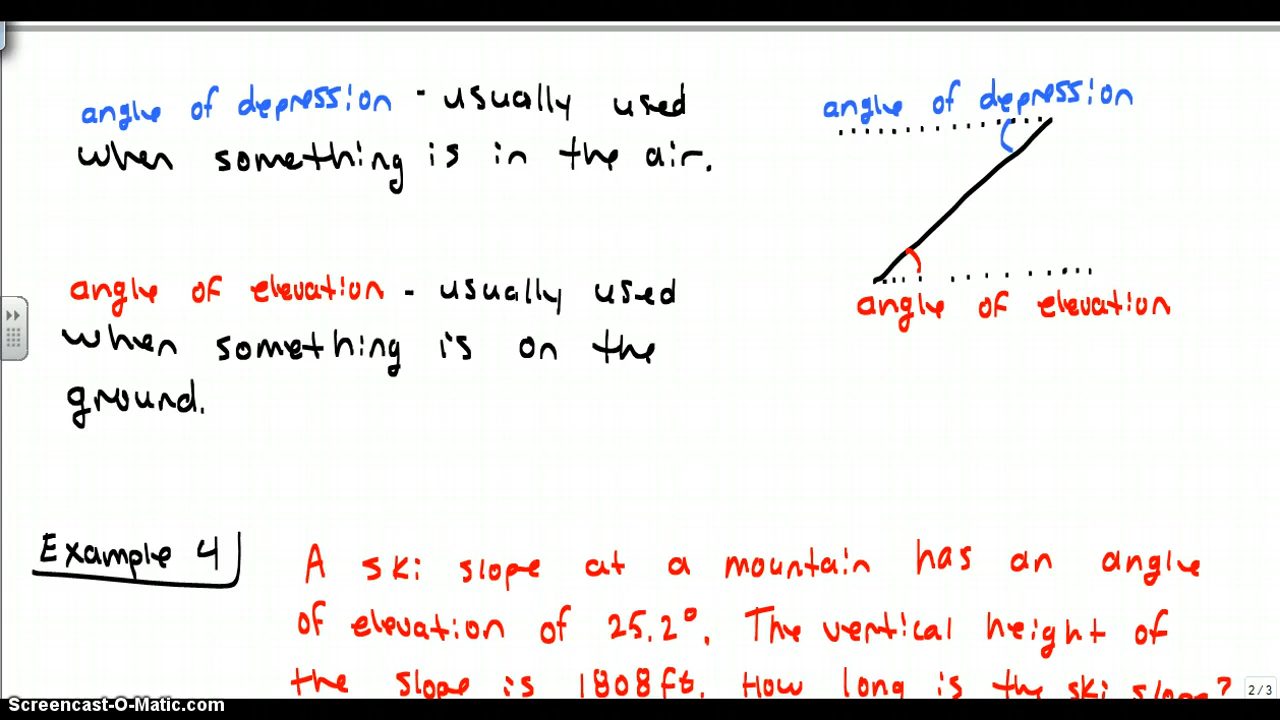 angle of depression - usually used
when something is in the air.
angle of depression
angle of elevation - usually used
when something is on the
ground.
angle of elevation
Example 4
A ski slope at a mountain has an angle
of elevation of 25.2°. The vertical height of
the slope is 1808ft. How long is the ski slope?
2/3
Screencast-O-Matic.com